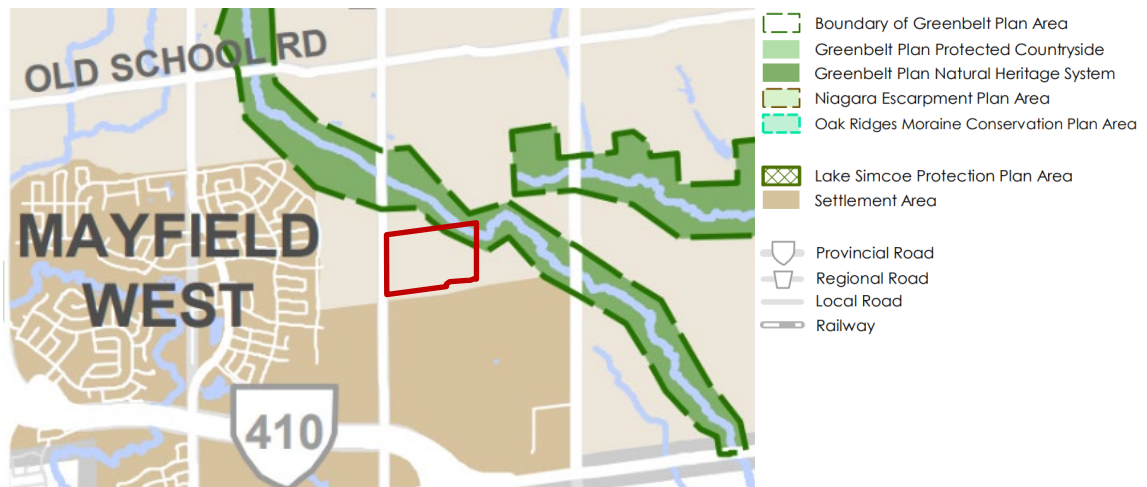 OLD SCHOOL RD
MAYFIELD
WEST
410
Boundary of Greenbelt Plan Area
Greenbelt Plan Protected Countryside
Greenbelt Plan Natural Heritage System
Niagara Escarpment Plan Area
Oak Ridges Moraine Conservation Plan Area
Lake Simcoe Protection Plan Area
Settlement Area
Provincial Road
Regional Road
Local Road
Railway